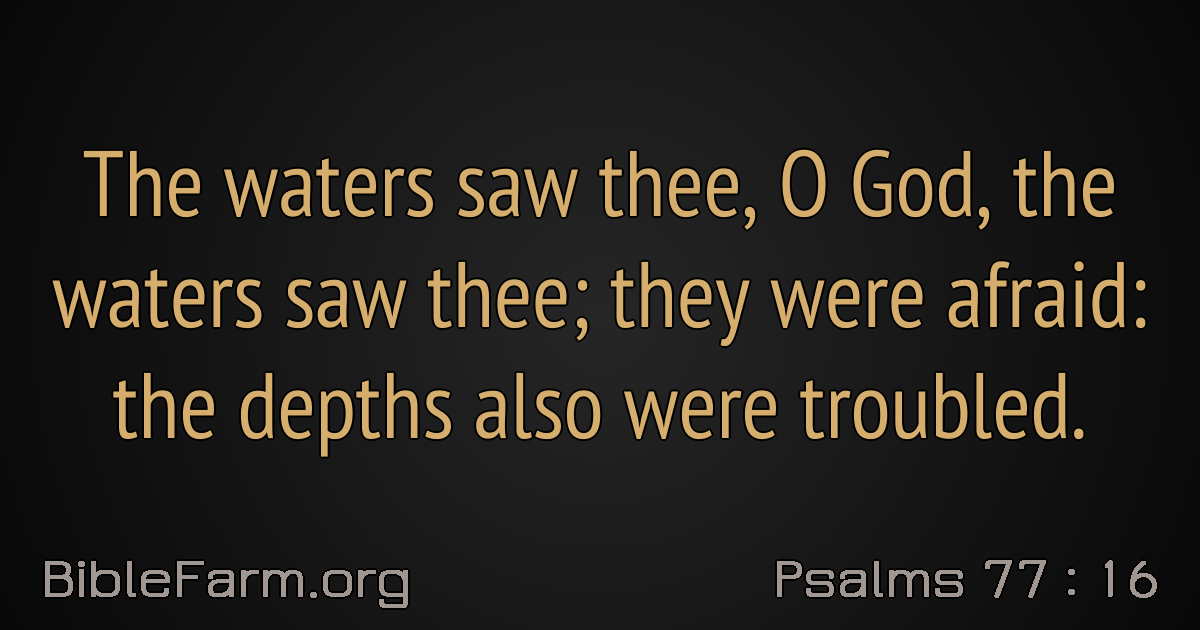 The waters saw thee, O God, the
waters saw thee; they were afraid:
the depths also were troubled.
BibleFarm.org
Psalms 77 : 16